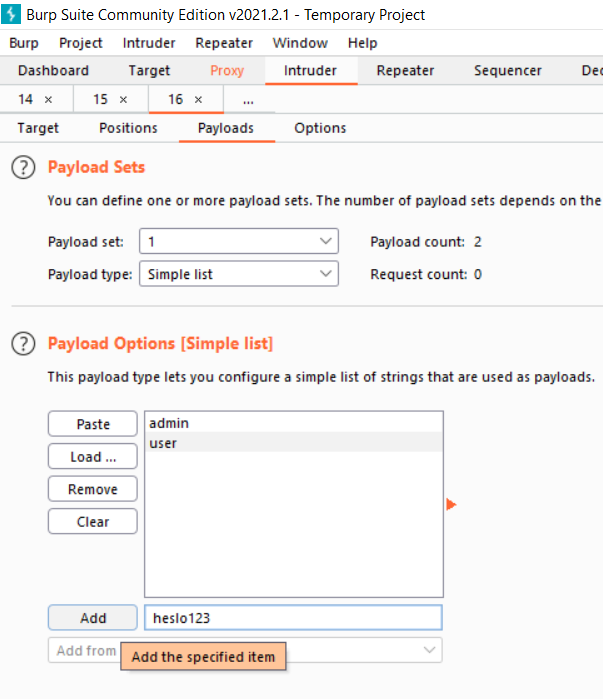 Burp Suite Community Edition v2021.2.1 - Temporary Project
Burp Project Intruder Repeater Window Help
Dashboard Target Proxy Intruder Repeater Sequencer Dec
14 × 15 × 16 × ...
Target Positions Payloads Options
? Payload Sets
You can define one or more payload sets. The number of payload sets depends on the
Payload set: 1 Payload count: 2
Payload type: Simple list Request count: 0
? Payload Options [Simple list]
This payload type lets you configure a simple list of strings that are used as payloads.
Paste admin
user
Load ...
Remove
Clear
Add heslo123
Add from
Add the specified item